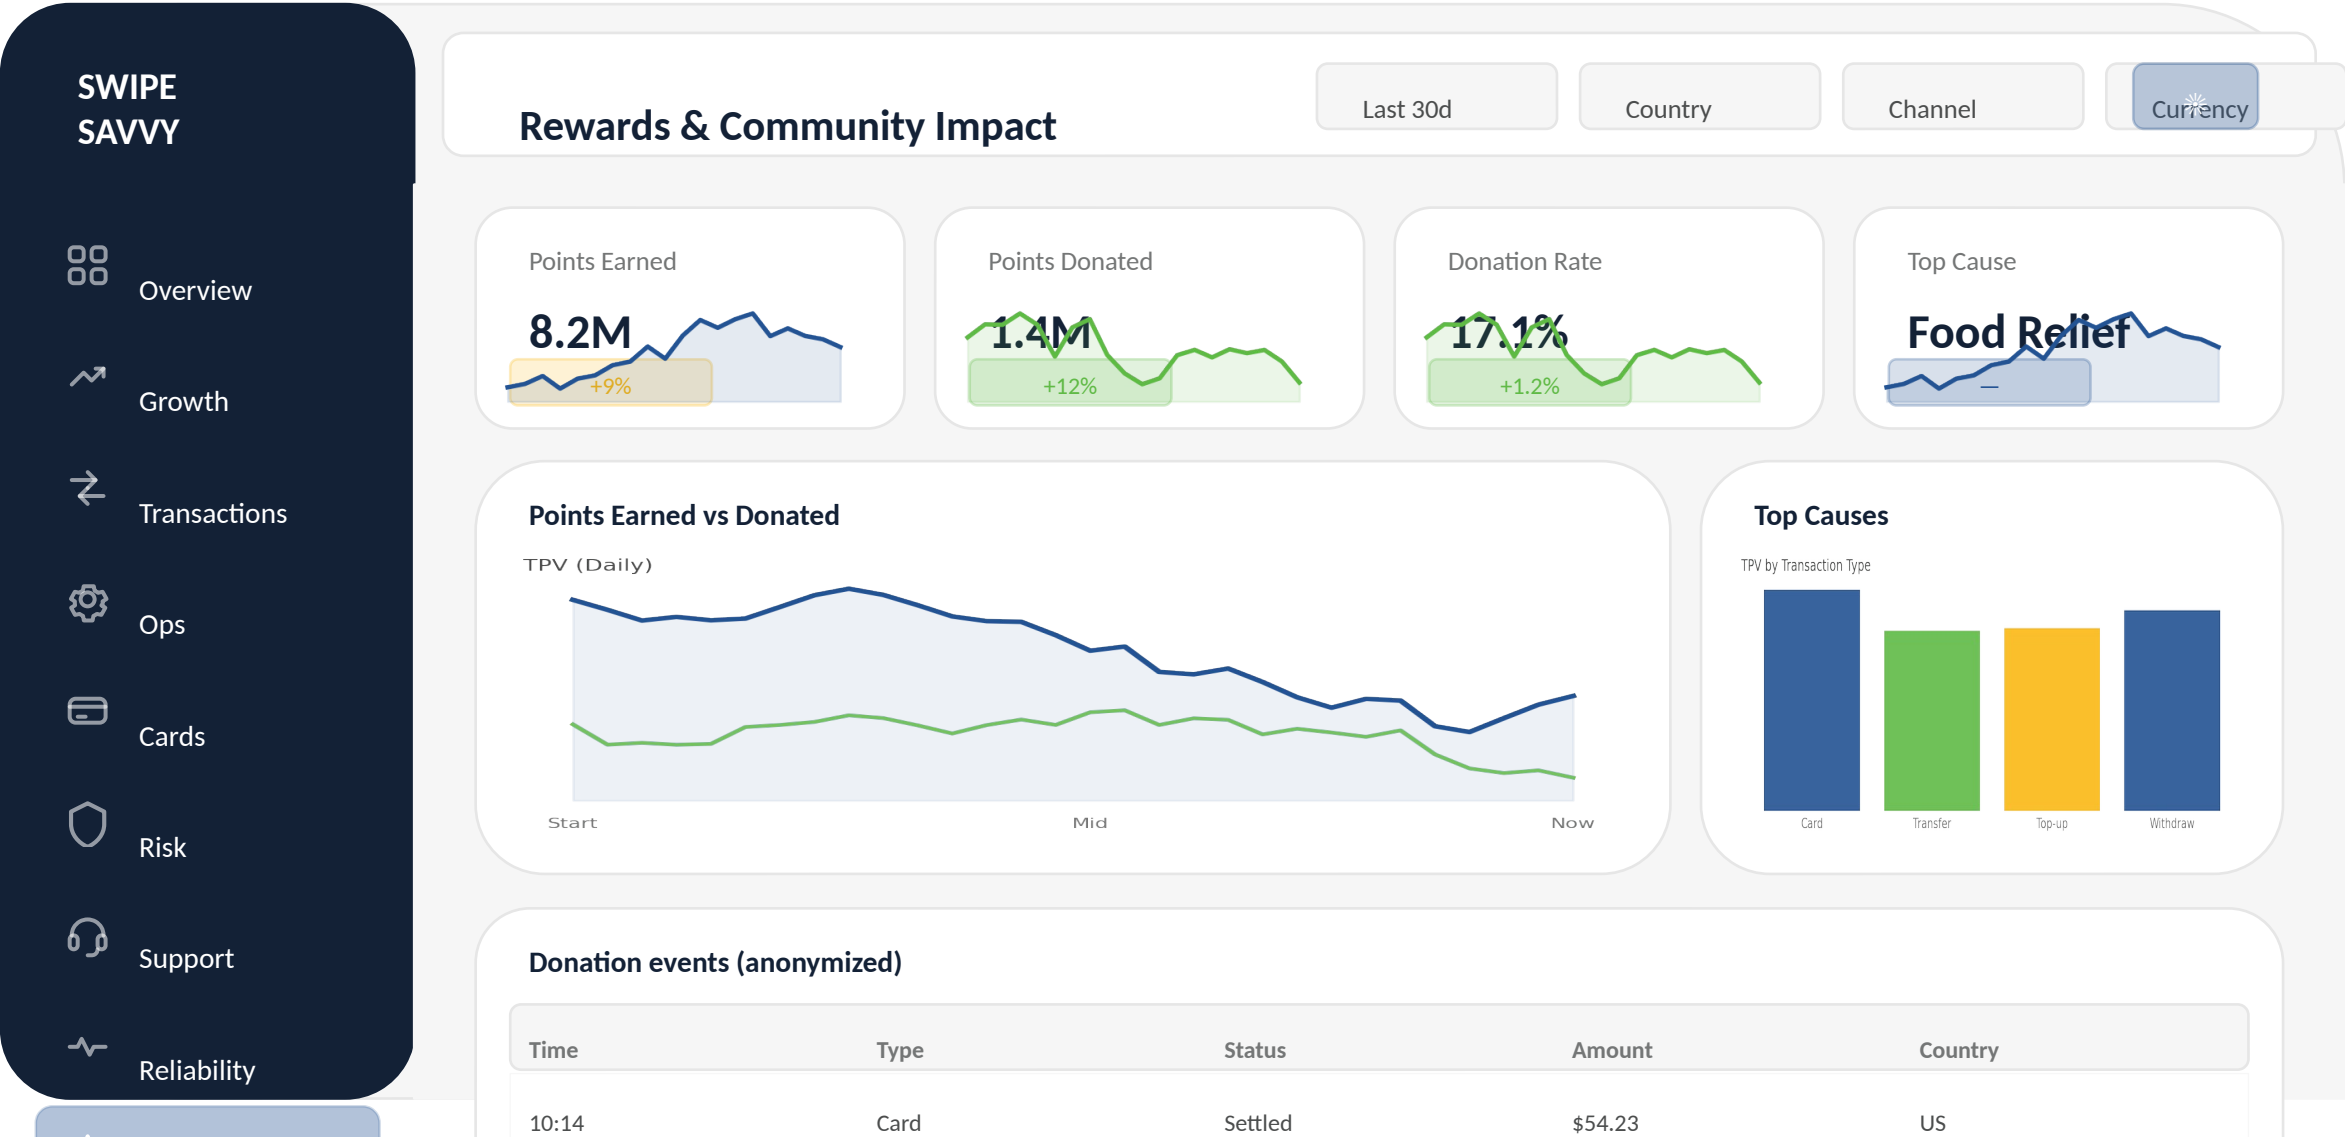 SWIPE
SAVVY
Overview
Growth
Transactions
Ops
Cards
Risk
Support
Reliability
Rewards & Community Impact
Last 30d
Country
Channel
Currency
Points Earned
8.2M
+9%
Points Donated
1.4M
+12%
Donation Rate
17.1%
+1.2%
Top Cause
Food Relief
—
Points Earned vs Donated
TPV (Daily)
Start Mid Now
Top Causes
TPV by Transaction Type
Card Transfer Top-up Withdraw
Donation events (anonymized)
Time Type Status Amount Country
10:14 Card Settled $54.23 US